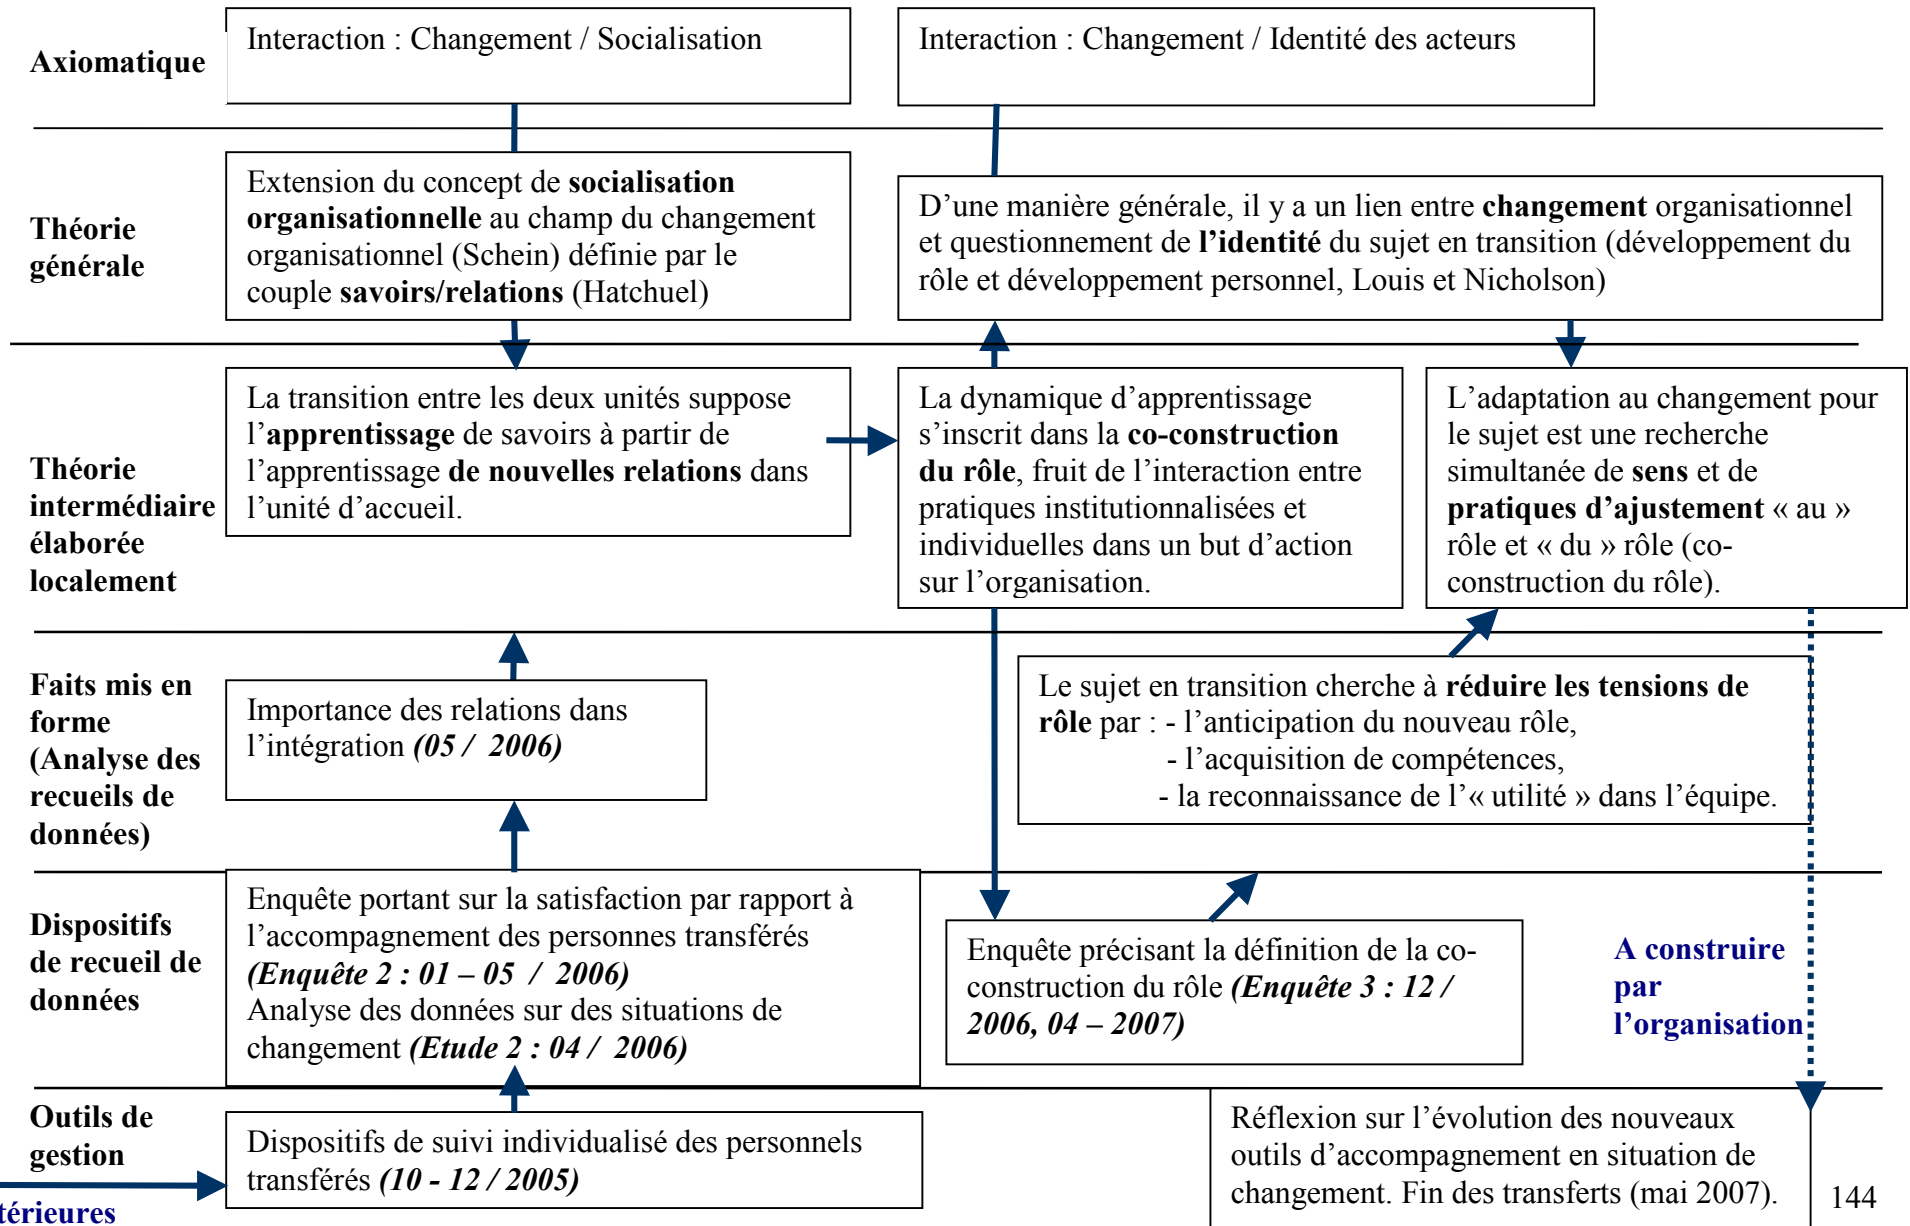 Axiomatique
Interaction : Changement / Socialisation
Interaction : Changement / Identité des acteurs
Théorie
générale
Extension du concept de socialisation
organisationnelle au champ du changement
organisationnel (Schein) définie par le
couple savoirs/relations (Hatchuel)
D’une manière générale, il y a un lien entre changement organisationnel
et questionnement de l’identité du sujet en transition (développement du
rôle et développement personnel, Louis et Nicholson)
Théorie
intermédiaire
élaborée
localement
La transition entre les deux unités suppose
l’apprentissage de savoirs à partir de
l’apprentissage de nouvelles relations dans
l’unité d’accueil.
La dynamique d’apprentissage
s’inscrit dans la co-construction
du rôle, fruit de l’interaction entre
pratiques institutionnalisées et
individuelles dans un but d’action
sur l’organisation.
L’adaptation au changement pour
le sujet est une recherche
simultanée de sens et de
pratiques d’ajustement « au »
rôle et « du » rôle (co-
construction du rôle).
Faits mis en
forme
(Analyse des
recueils de
données)
Importance des relations dans
l’intégration (05 / 2006)
Le sujet en transition cherche à réduire les tensions de
rôle par : - l’anticipation du nouveau rôle,
- l’acquisition de compétences,
- la reconnaissance de l’« utilité » dans l’équipe.
Dispositifs
de recueil de
données
Enquête portant sur la satisfaction par rapport à
l’accompagnement des personnes transférés
(Enquête 2 : 01 – 05 / 2006)
Analyse des données sur des situations de
changement (Etude 2 : 04 / 2006)
Enquête précisant la définition de la co-
construction du rôle (Enquête 3 : 12 /
2006, 04 – 2007)
A construire
par
l’organisation
Outils de
gestion
Dispositifs de suivi individualisé des personnels
transférés (10 - 12 / 2005)
Réflexion sur l’évolution des nouveaux
outils d’accompagnement en situation de
changement. Fin des transferts (mai 2007).
térieures
144